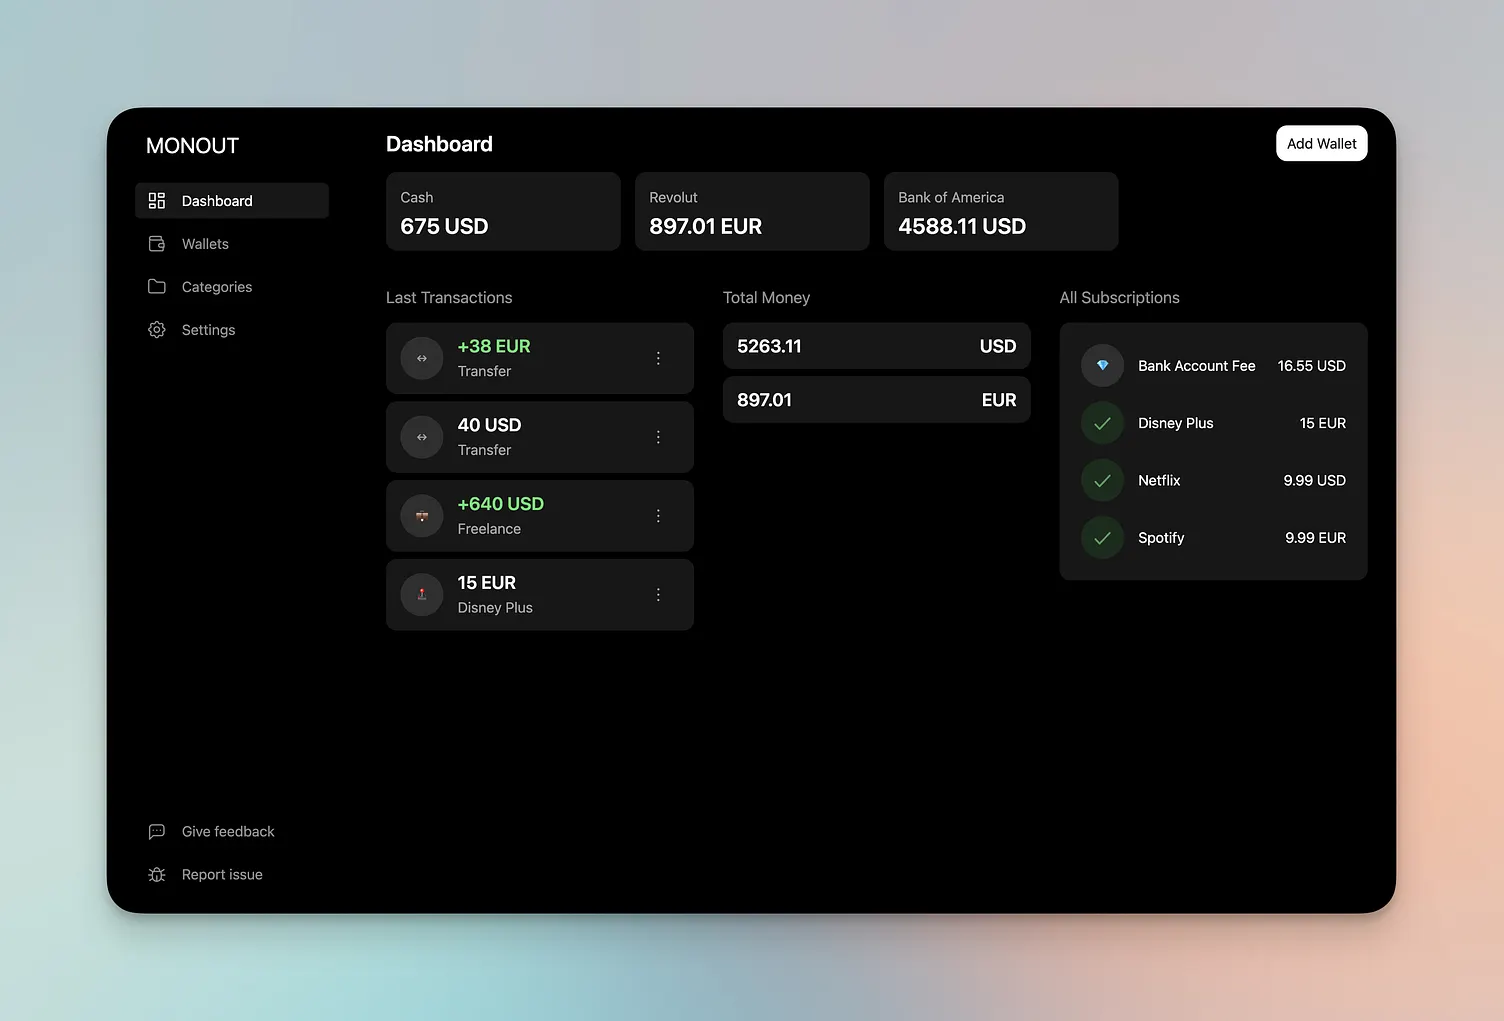 MONOUT
Dashboard
Wallets
Categories
Settings
Give feedback
Report issue
Dashboard
Add Wallet
Cash
675 USD
Revolut
897.01 EUR
Bank of America
4588.11 USD
Last Transactions
+38 EUR
Transfer
40 USD
Transfer
+640 USD
Freelance
15 EUR
Disney Plus
Total Money
5263.11 USD
897.01 EUR
All Subscriptions
Bank Account Fee 16.55 USD
Disney Plus 15 EUR
Netflix 9.99 USD
Spotify 9.99 EUR